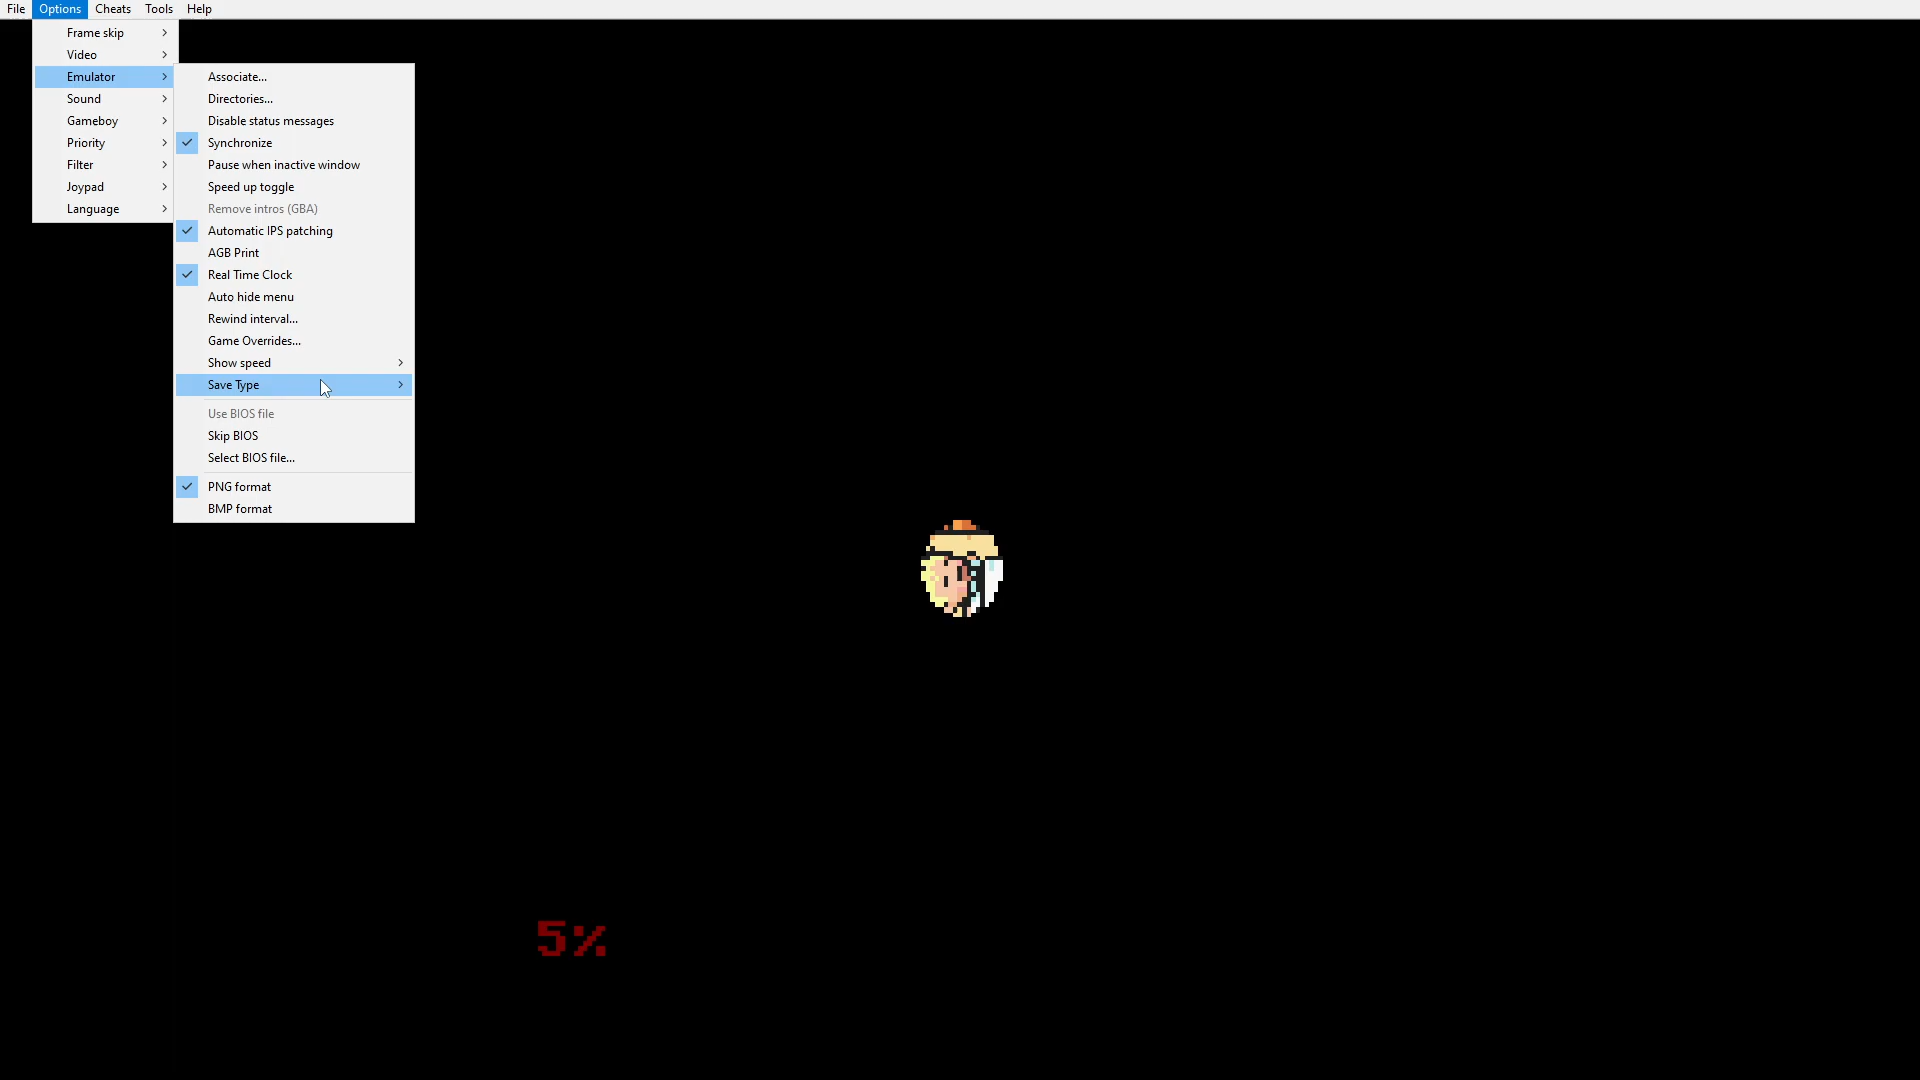 File Options Cheats Tools Help
Frame skip
Video
Emulator
Sound
Gameboy
Priority
Filter
Joypad
Language
Associate...
Directories...
Disable status messages
Synchronize
Pause when inactive window
Speed up toggle
Remove intros (GBA)
Automatic IPS patching
AGB Print
Real Time Clock
Auto hide menu
Rewind interval...
Game Overrides...
Show speed
Save Type
Use BIOS file
Skip BIOS
Select BIOS file...
PNG format
BMP format
5%